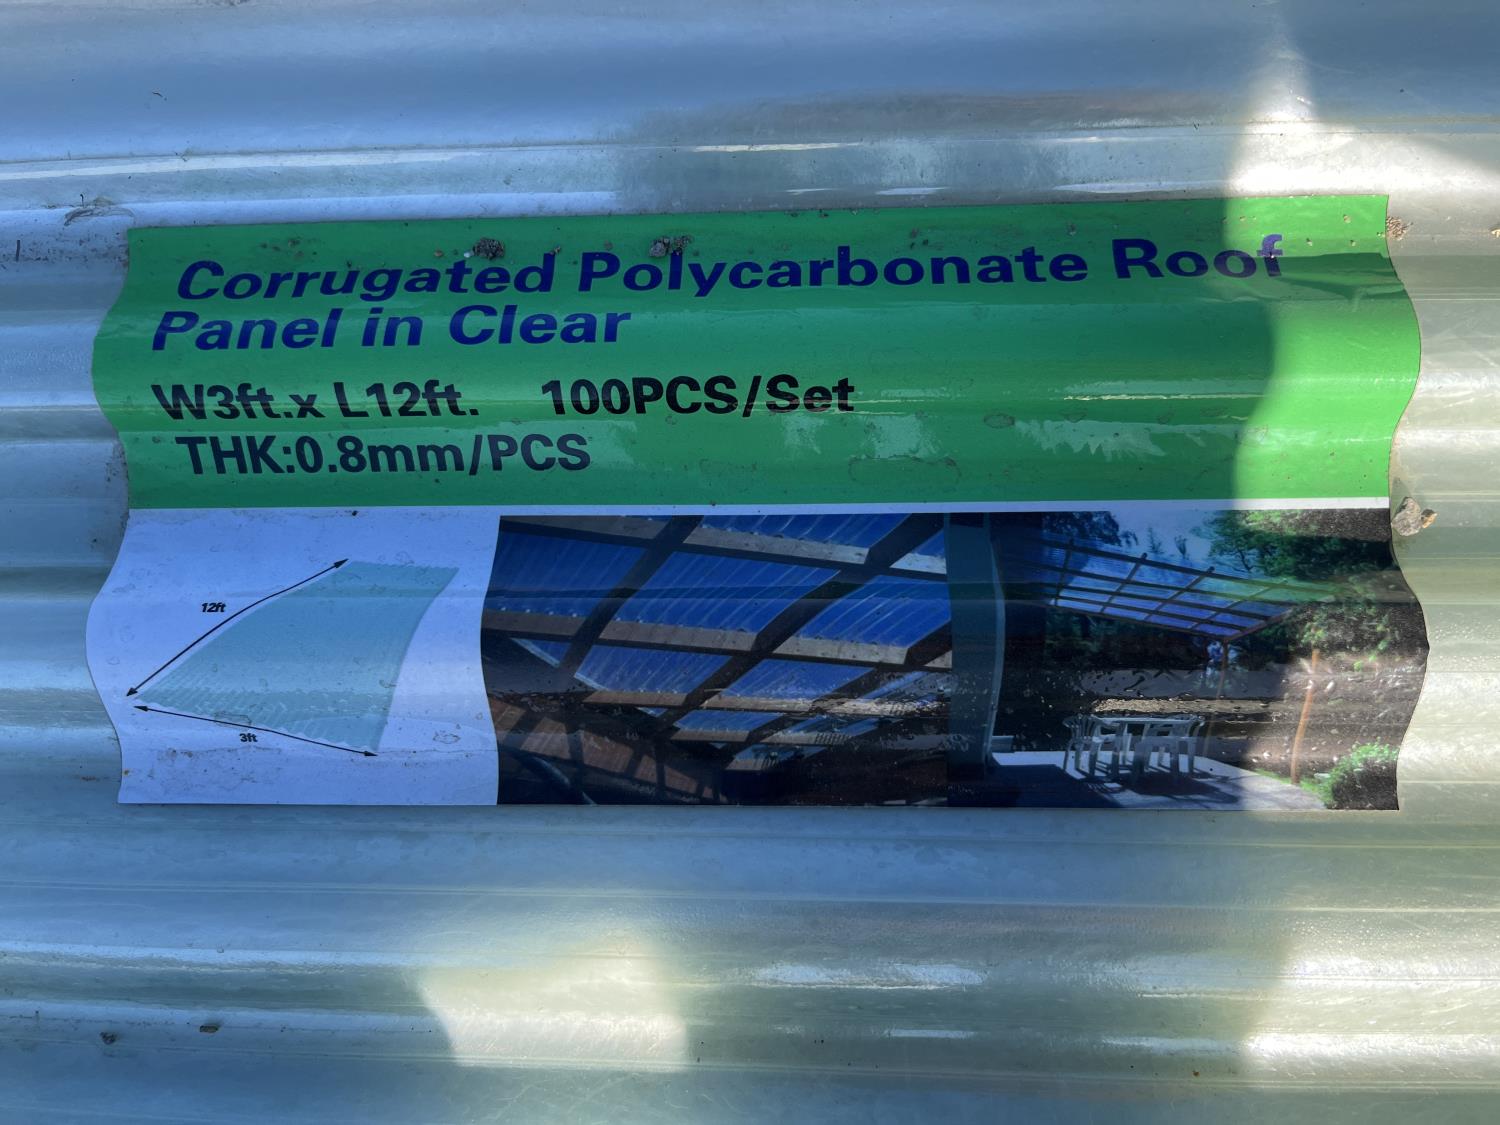 Corrugated Polycarbonate Roof
Panel in Clear
W3ft.x L12ft. 100PCS/Set
THK:0.8mm/PCS
12ft
3ft